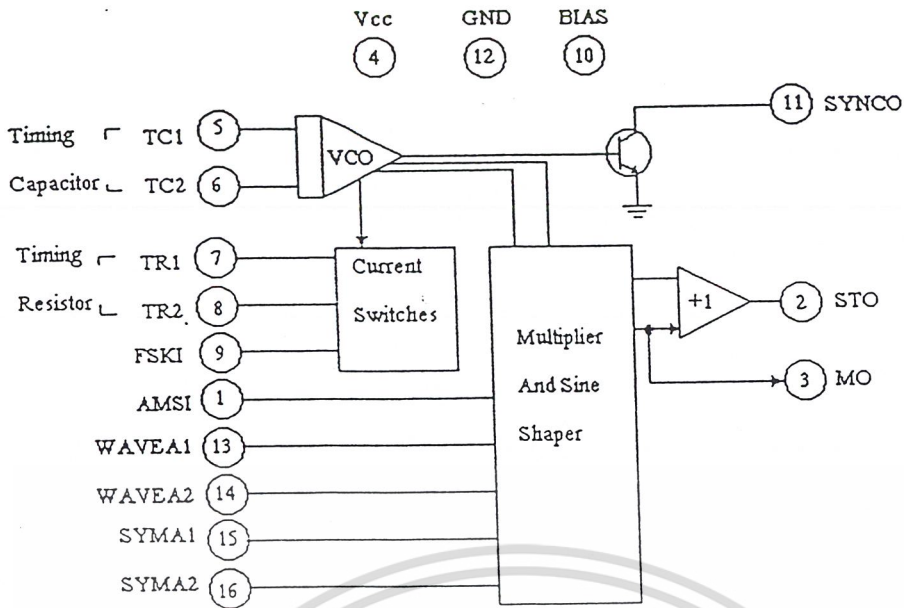 Vcc GND BIAS
4 12 10
11 SYNCO
Timing TC1 5
VCO
Capacitor TC2 6
Timing TR1 7
Current
Resistor TR2 8
Switches
+1 2 STO
FSKI 9
Multiplier
3 MO
AMSI 1
And Sine
WAVEA1 13
Shaper
WAVEA2 14
SYMA1 15
SYMA2 16